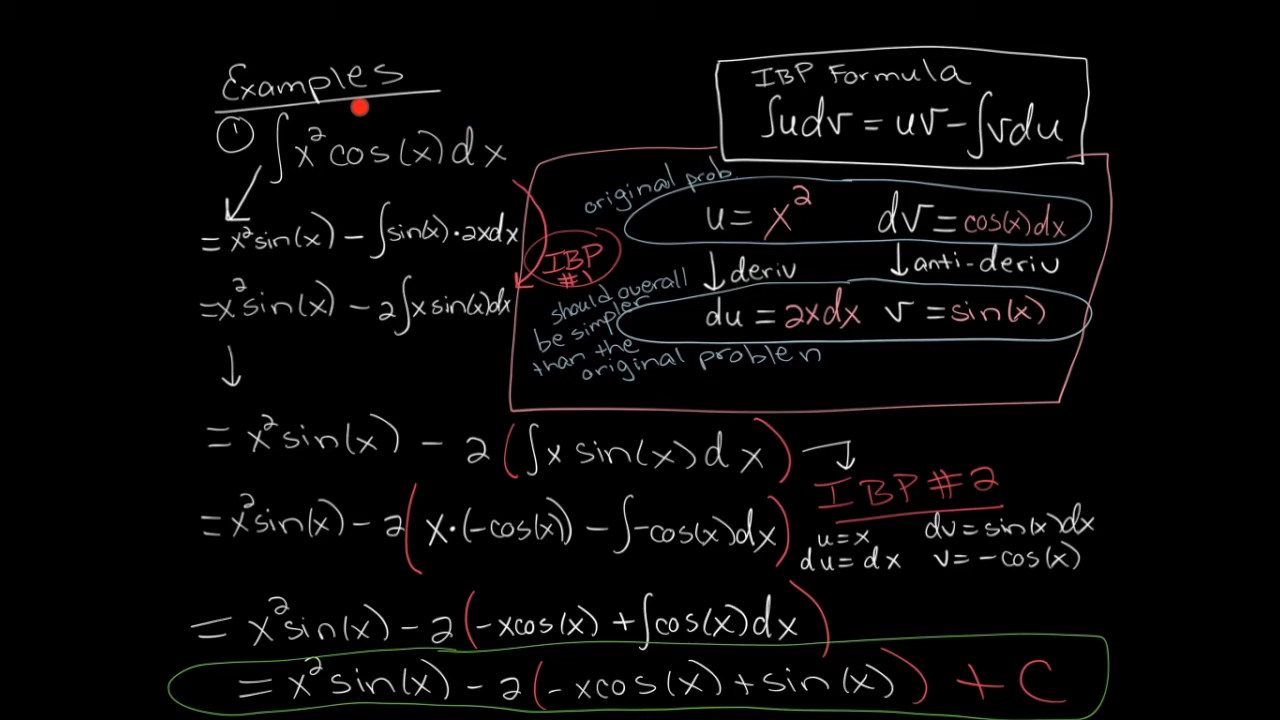 Examples
① ∫x²cos(x)dx
= x²sin(x) − ∫sin(x)·2xdx
= x²sin(x) − 2∫x sin(x)dx
IBP Formula
∫udv = uv − ∫vdu
original prob.
u = x² dv = cos(x)dx
IBP
#1
↓ deriv ↓ anti-deriv
du = 2xdx v = sin(x)
should overall
be simpler
than the
original problen
↓
= x²sin(x) − 2(∫x sin(x)dx)
= x²sin(x) − 2(x·(−cos(x)) − ∫−cos(x)dx)
IBP #2
u=x dv=sin(x)dx
du=dx v=−cos(x)
= x²sin(x) − 2(−xcos(x) + ∫cos(x)dx)
= x²sin(x) − 2(−xcos(x) + sin(x)) + C